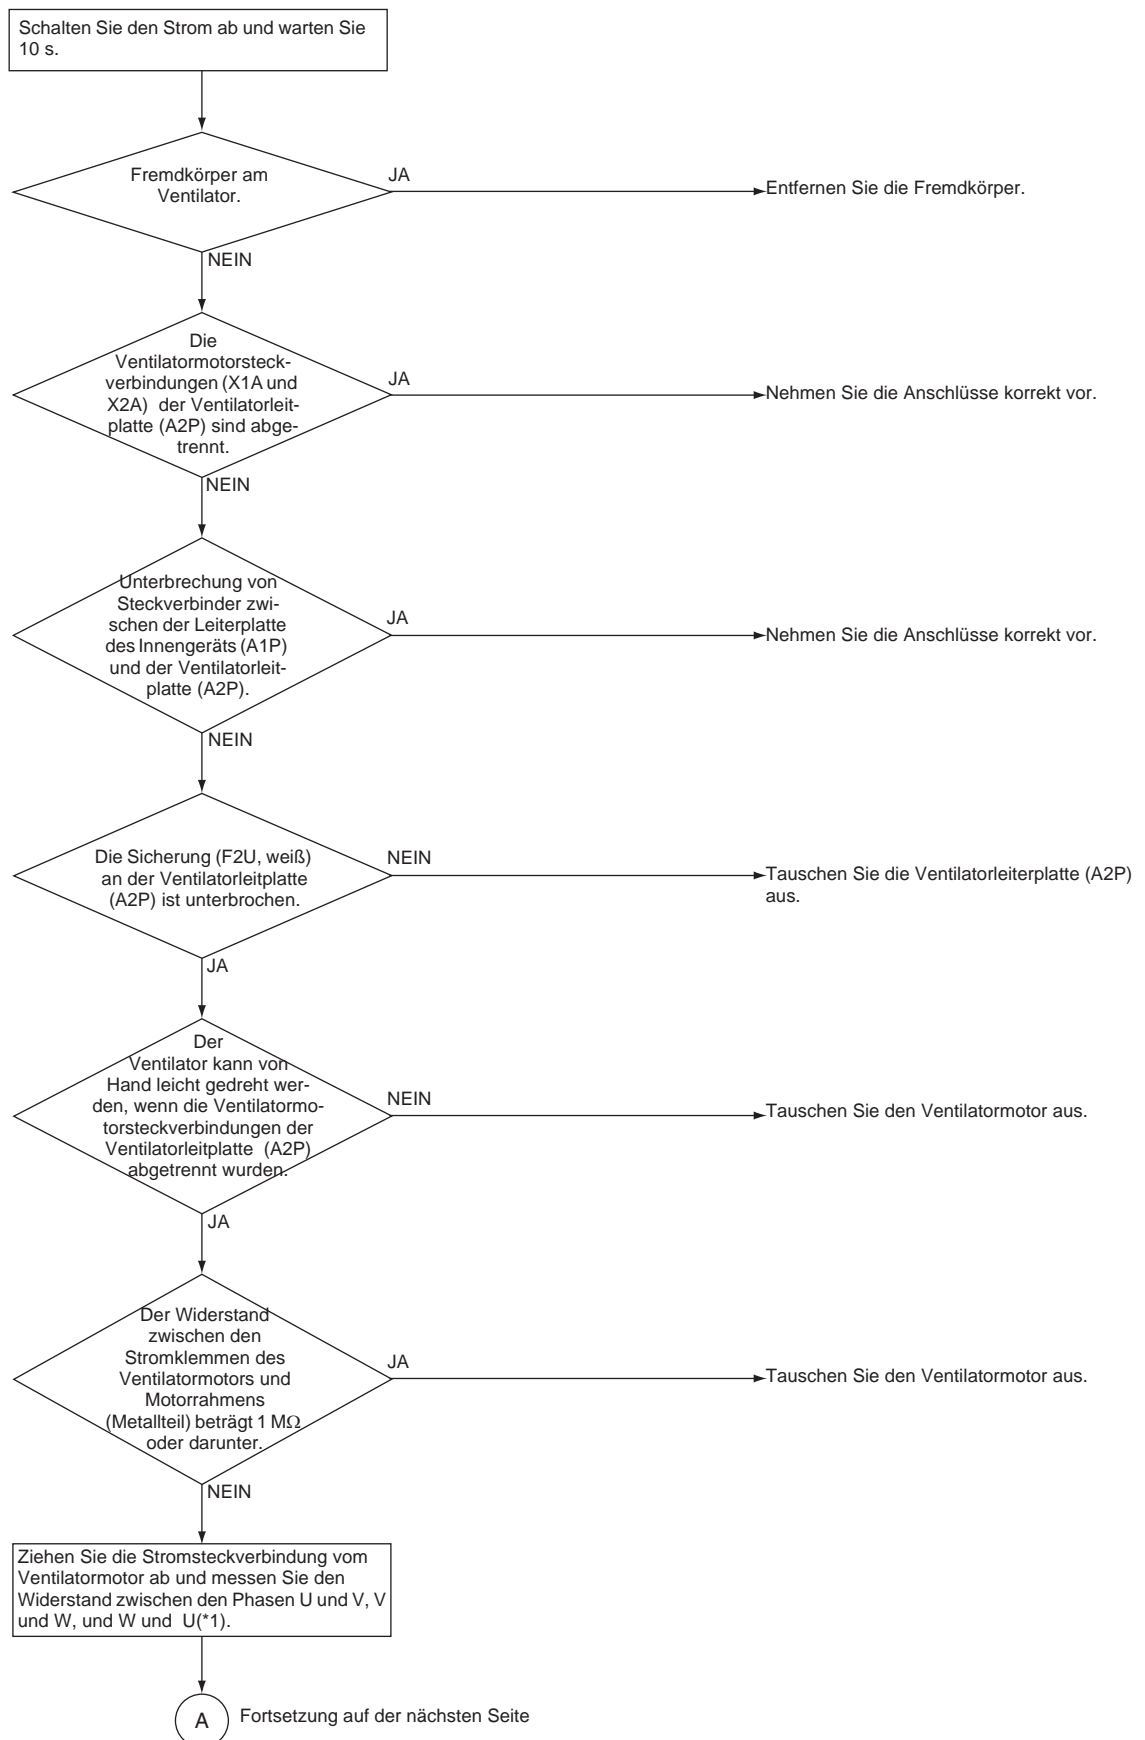 Schalten Sie den Strom ab und warten Sie
10 s.
Fremdkörper am
Ventilator.
JA
Entfernen Sie die Fremdkörper.
NEIN
Die
Ventilatormotorsteck-
verbindungen (X1A und
X2A) der Ventilatorleit-
platte (A2P) sind abge-
trennt.
JA
Nehmen Sie die Anschlüsse korrekt vor.
NEIN
Unterbrechung von
Steckverbinder zwi-
schen der Leiterplatte
des Innengeräts (A1P)
und der Ventilatorleit-
platte (A2P).
JA
Nehmen Sie die Anschlüsse korrekt vor.
NEIN
Die Sicherung (F2U, weiß)
an der Ventilatorleitplatte
(A2P) ist unterbrochen.
NEIN
Tauschen Sie die Ventilatorleiterplatte (A2P)
aus.
JA
Der
Ventilator kann von
Hand leicht gedreht wer-
den, wenn die Ventilatormo-
torsteckverbindungen der
Ventilatorleitplatte (A2P)
abgetrennt wurden.
NEIN
Tauschen Sie den Ventilatormotor aus.
JA
Der Widerstand
zwischen den
Stromklemmen des
Ventilatormotors und
Motorrahmens
(Metallteil) beträgt 1 MΩ
oder darunter.
JA
Tauschen Sie den Ventilatormotor aus.
NEIN
Ziehen Sie die Stromsteckverbindung vom
Ventilatormotor ab und messen Sie den
Widerstand zwischen den Phasen U und V, V
und W, und W und U(*1).
A
Fortsetzung auf der nächsten Seite